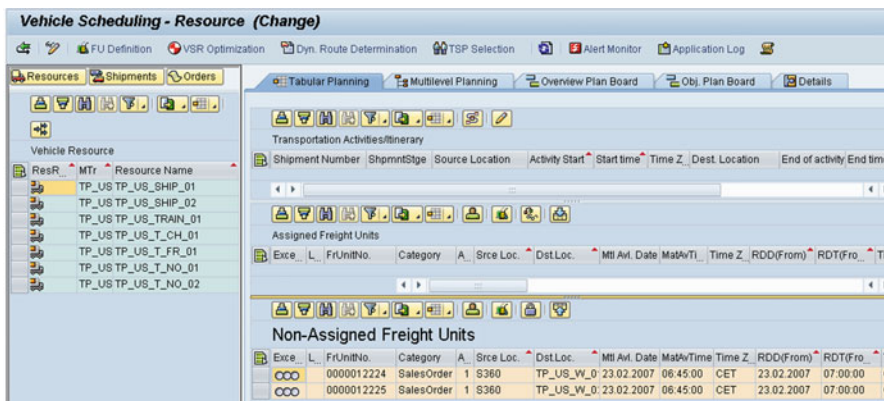 Vehicle Scheduling - Resource (Change)
FU Definition VSR Optimization Dyn. Route Determination TSP Selection Alert Monitor Application Log
Resources Shipments Orders
Tabular Planning Multilevel Planning Overview Plan Board Obj. Plan Board Details
Transportation Activities/Itinerary
Shipment Number ShpmntStge Source Location Activity Start Start time Time Z.. Dest. Location End of activity End tim
Vehicle Resource
ResR.. MTr Resource Name
TP_US TP_US_SHIP_01
TP_US TP_US_SHIP_02
TP_US TP_US_TRAIN_01
TP_US TP_US_T_CH_01
TP_US TP_US_T_FR_01
TP_US TP_US_T_NO_01
TP_US TP_US_T_NO_02
Assigned Freight Units
Exce.. L.. FrUnitNo. Category A.. Srce Loc. Dst.Loc. Mtl Avl. Date MatAvTi.. Time Z.. RDD(From) RDT(Fro.. T
Non-Assigned Freight Units
Exce.. L.. FrUnitNo. Category A.. Srce Loc. Dst.Loc. Mtl Avl. Date MatAvTime Time Z.. RDD(From) RDT(Fro..
0000012224 SalesOrder 1 S360 TP_US_W_0 23.02.2007 06:45:00 CET 23.02.2007 07:00:00
0000012225 SalesOrder 1 S360 TP_US_W_0 23.02.2007 06:45:00 CET 23.02.2007 07:00:00